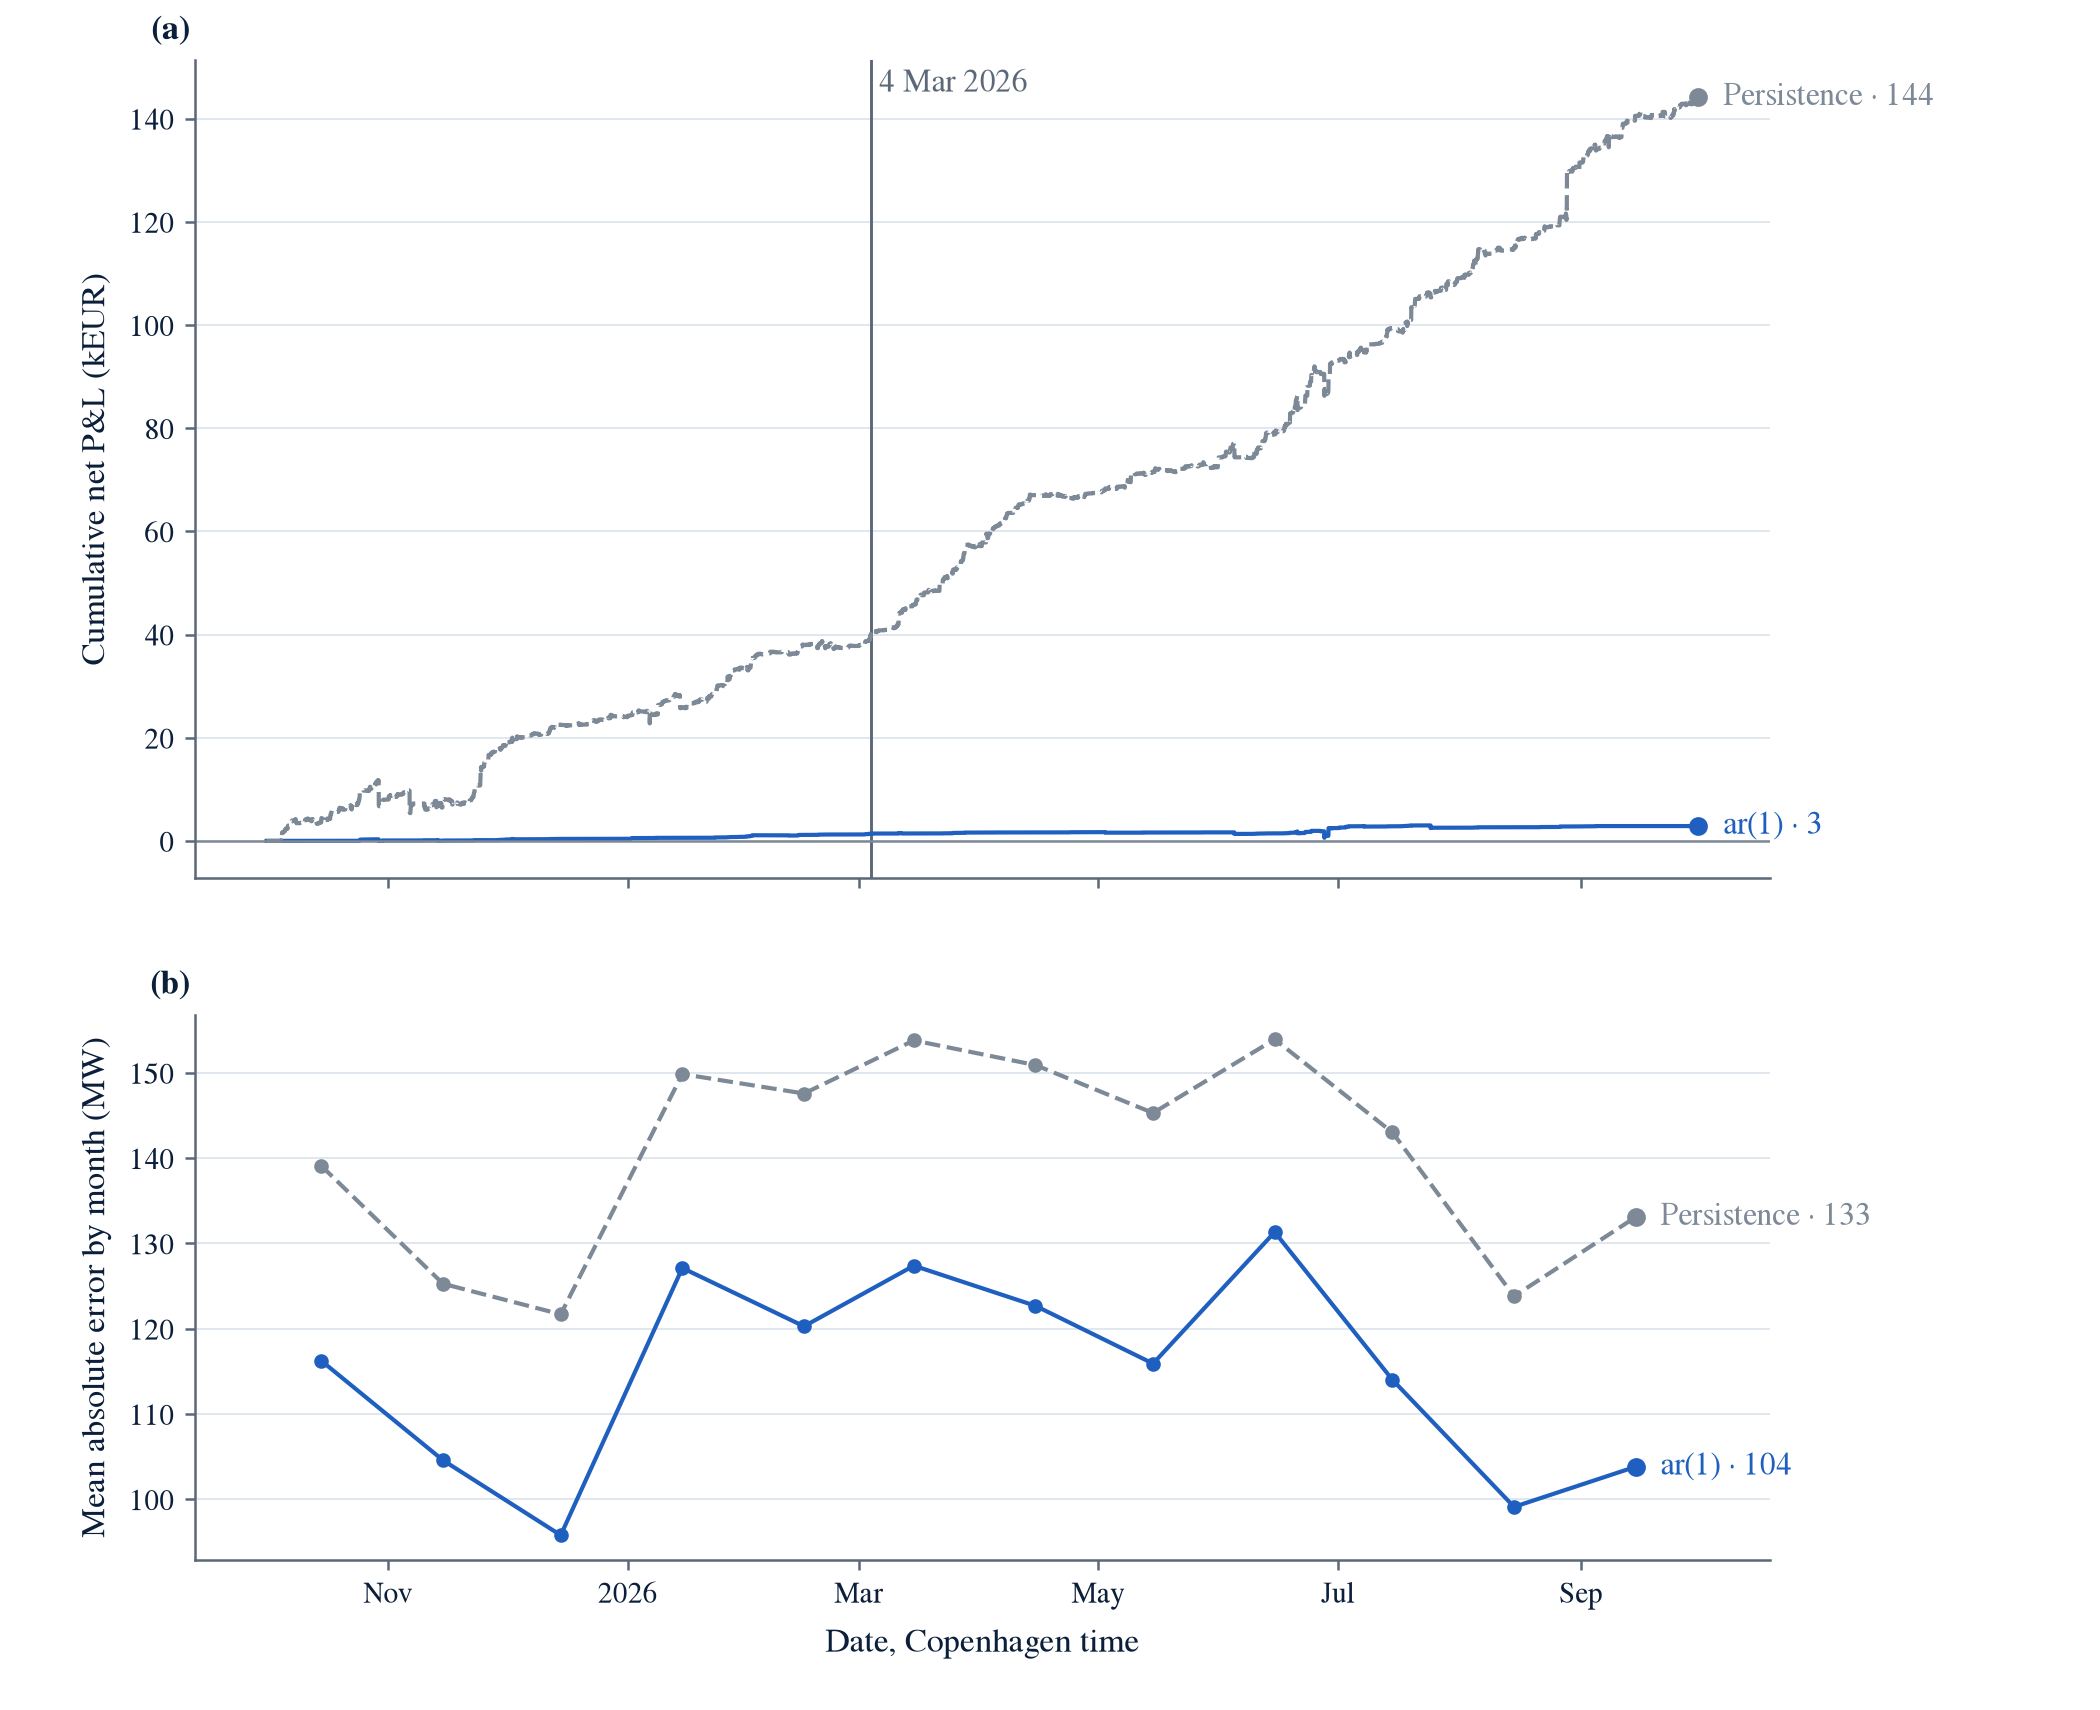 (a)
4 Mar 2026
Persistence · 144
140
120
100
80
60
40
20
0
ar(1) · 3
Cumulative net P&L (kEUR)
(b)
150
140
130
120
110
100
Persistence · 133
ar(1) · 104
Mean absolute error by month (MW)
Nov 2026 Mar May Jul Sep
Date, Copenhagen time